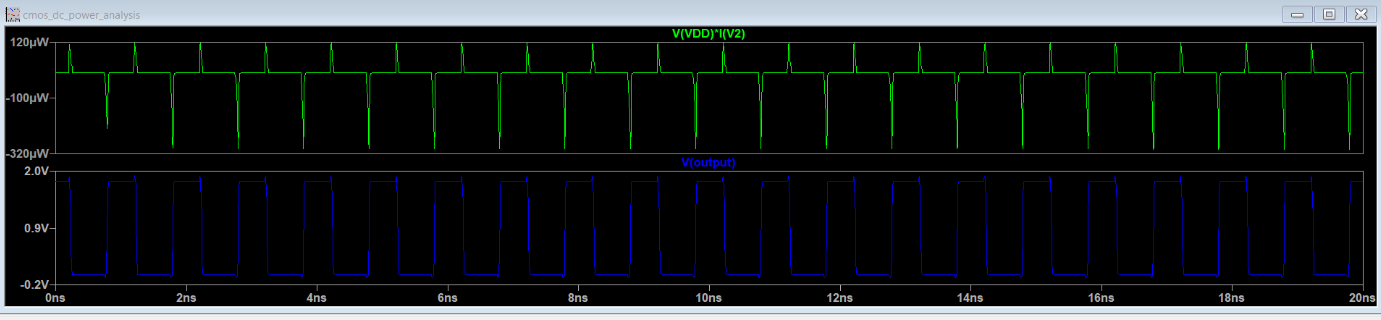 cmos_dc_power_analysis
V(VDD)*I(V2)
120µW
-100µW
-320µW
V(output)
2.0V
0.9V
-0.2V
0ns 2ns 4ns 6ns 8ns 10ns 12ns 14ns 16ns 18ns 20ns